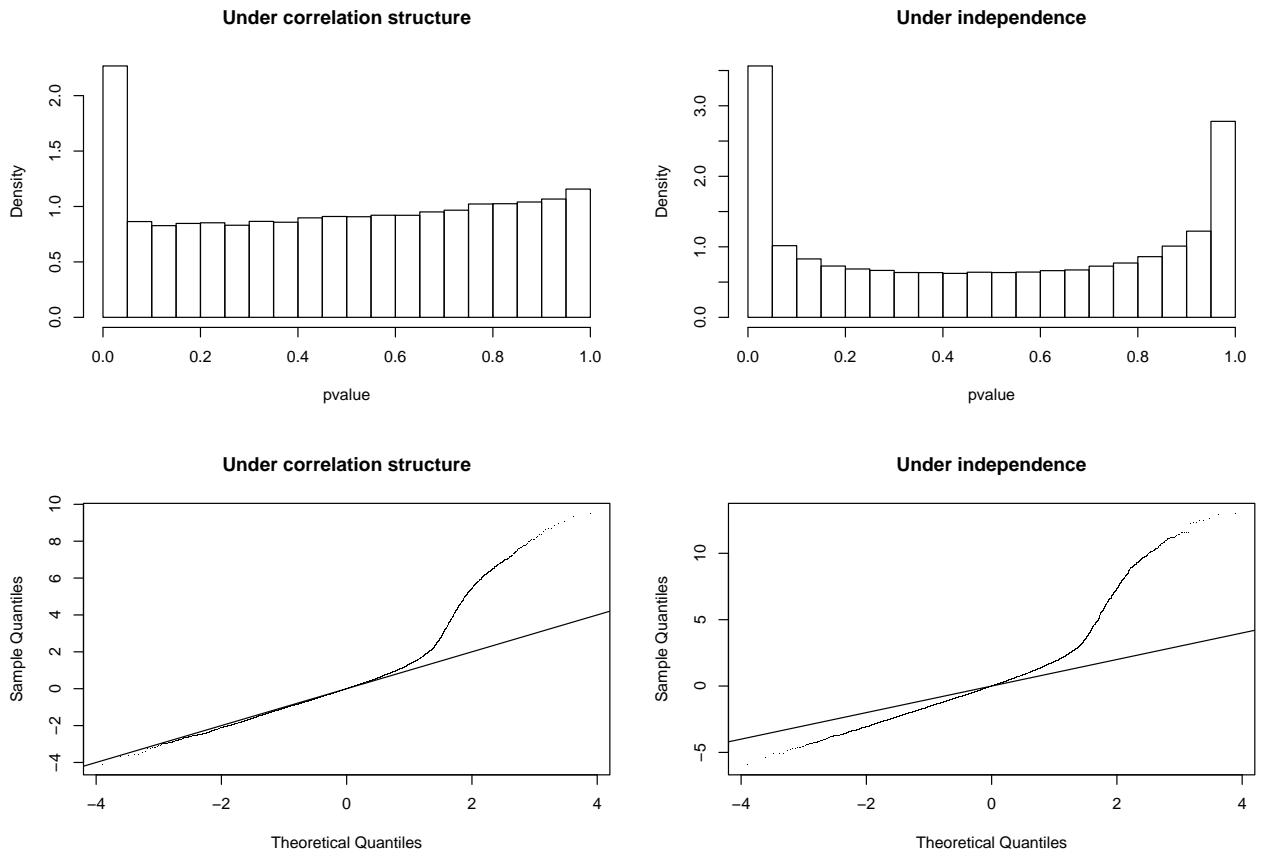 Under correlation structure
Density
0.0 0.5 1.0 1.5 2.0
0.0 0.2 0.4 0.6 0.8 1.0
pvalue
Under independence
Density
0.0 1.0 2.0 3.0
0.0 0.2 0.4 0.6 0.8 1.0
pvalue
Under correlation structure
Sample Quantiles
−4 −2 0 2 4 6 8 10
−4 −2 0 2 4
Theoretical Quantiles
Under independence
Sample Quantiles
−5 0 5 10
−4 −2 0 2 4
Theoretical Quantiles